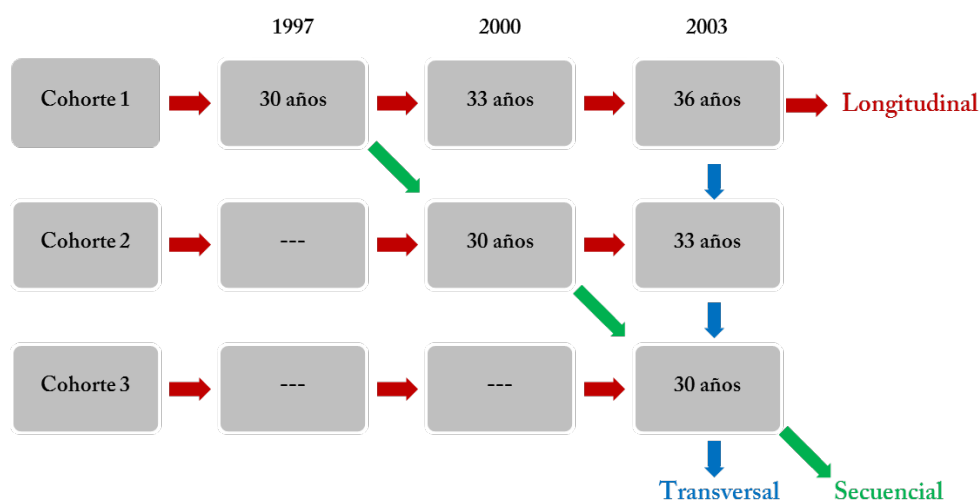 1997 2000 2003
Cohorte 1 30 años 33 años 36 años Longitudinal
Cohorte 2 --- 30 años 33 años
Cohorte 3 --- --- 30 años
Transversal Secuencial